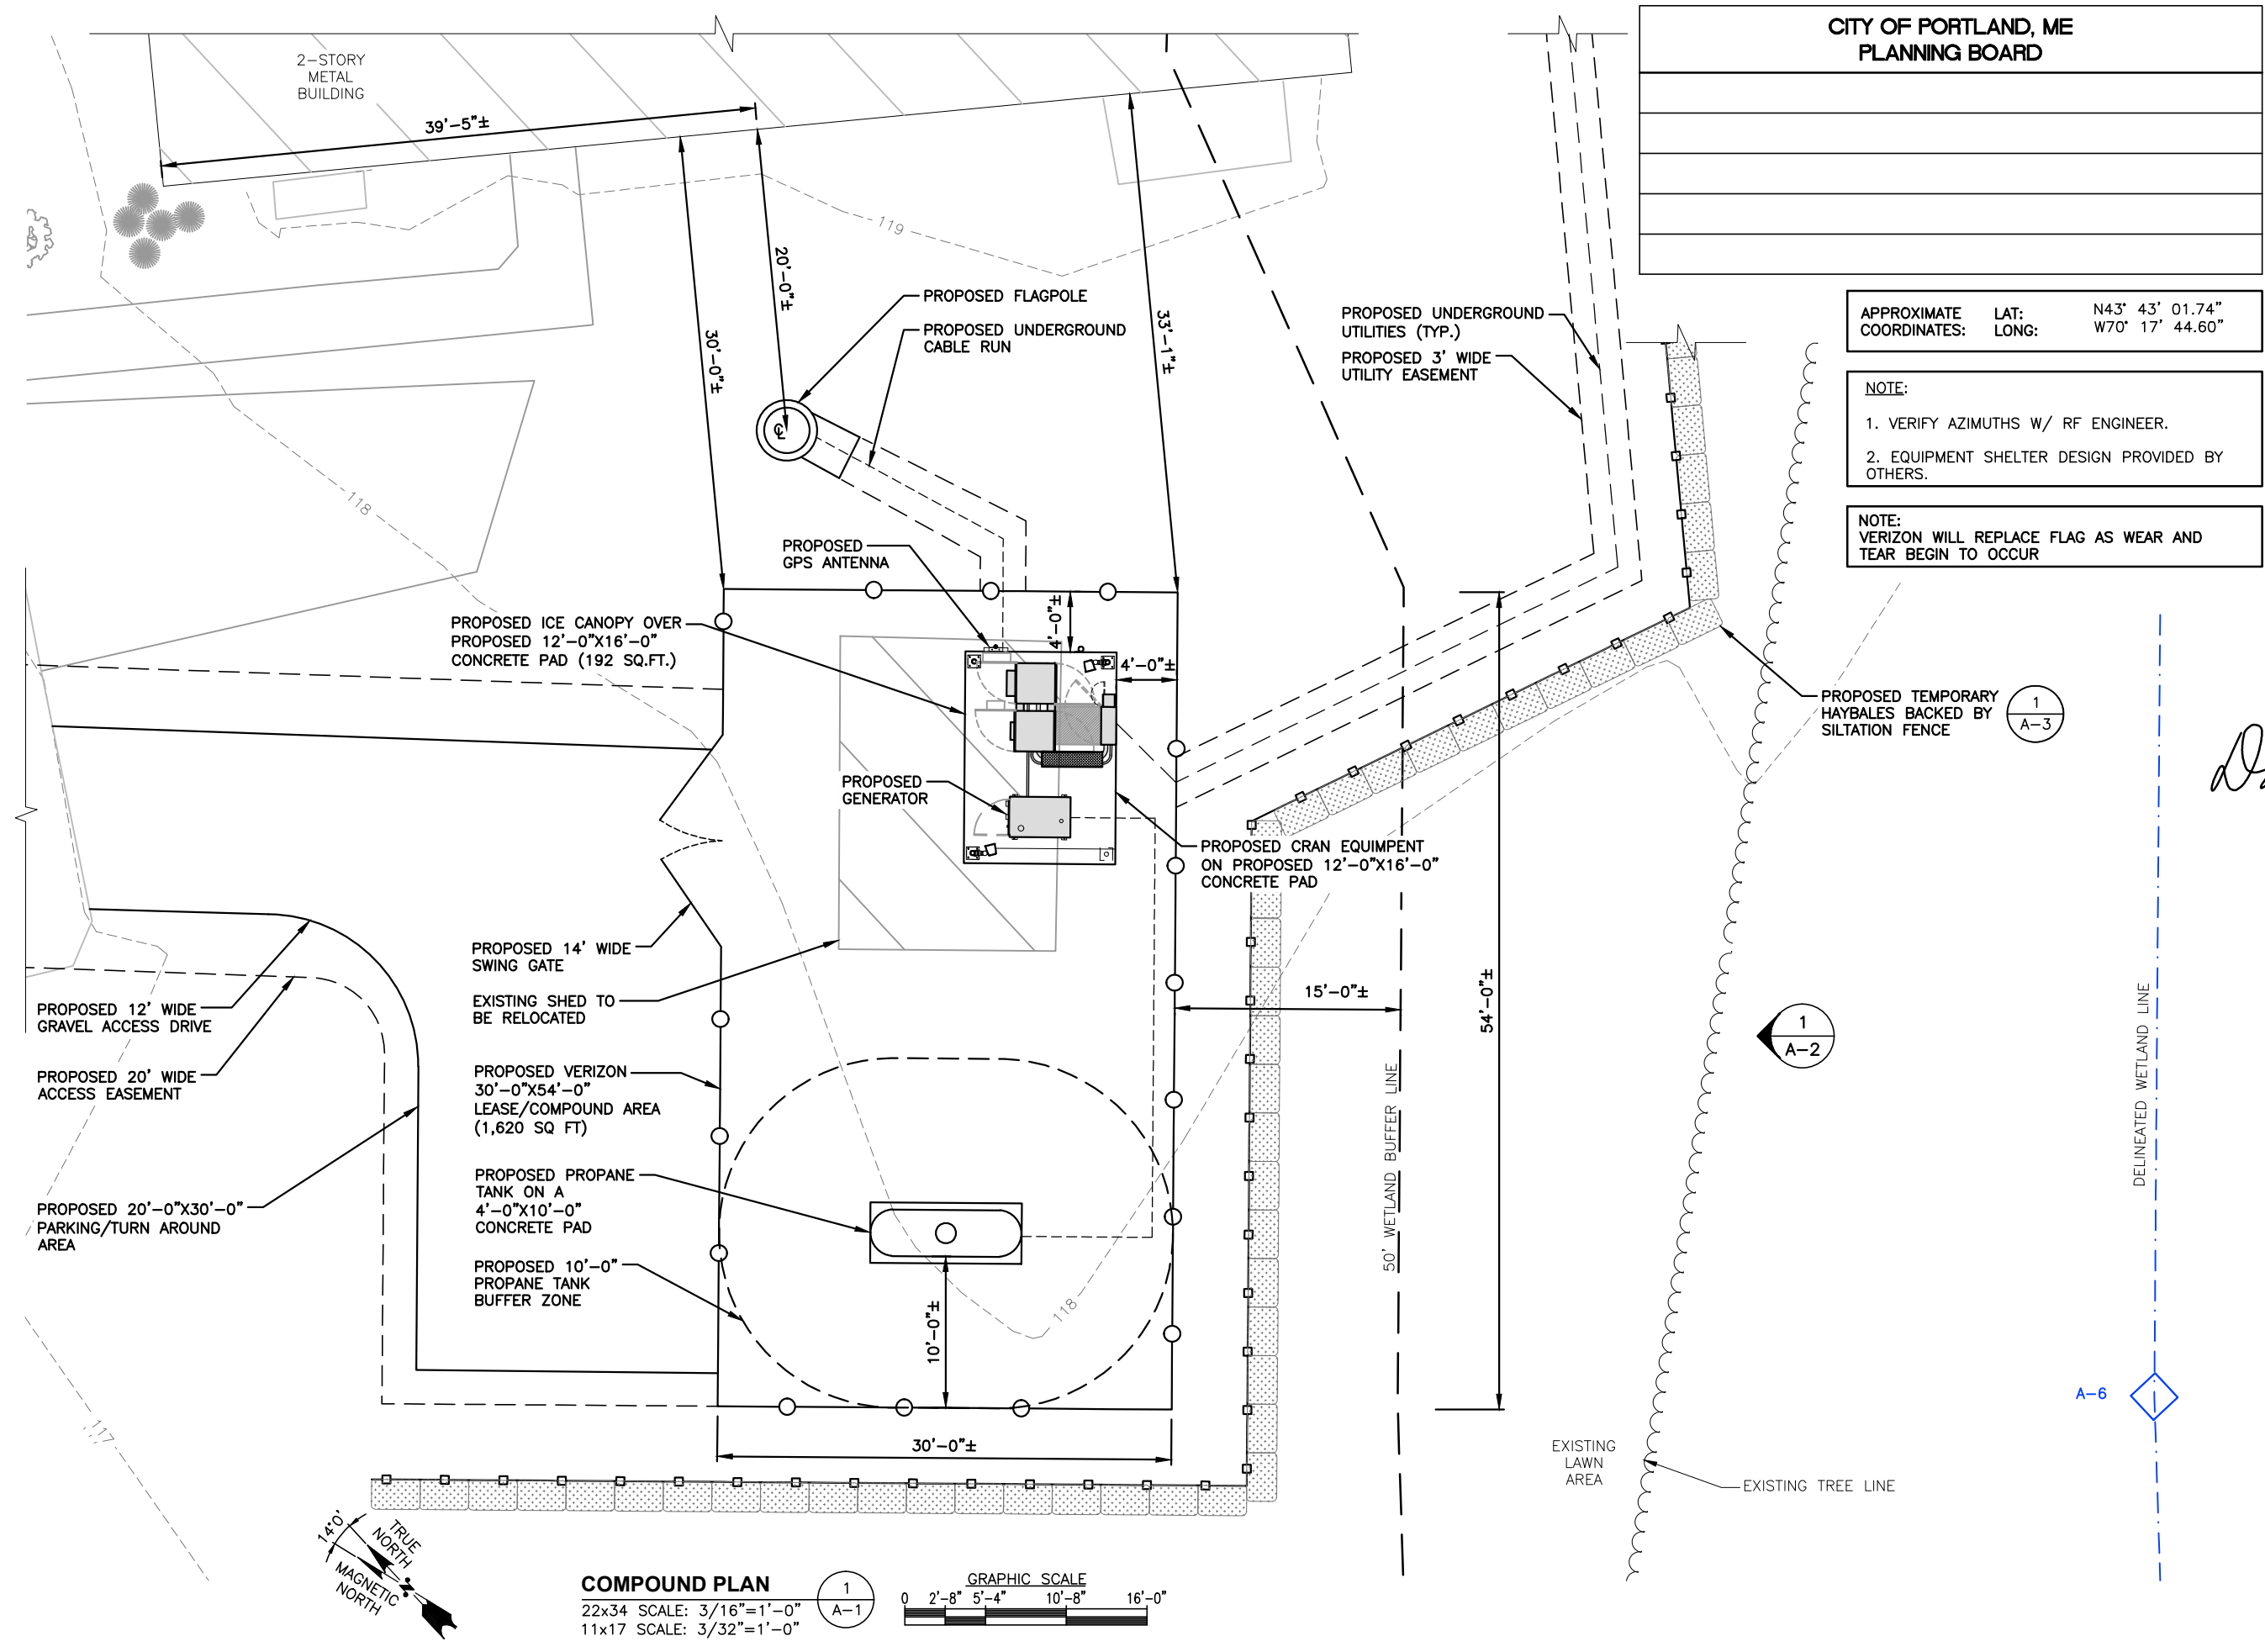 CITY OF PORTLAND, ME
PLANNING BOARD
2-STORY
METAL
BUILDING
39'-5"±
20'-0"±
30'-0"±
33'-1"±
119
APPROXIMATE
COORDINATES:
LAT:
LONG:
N43° 43' 01.74"
W70° 17' 44.60"
NOTE:
1. VERIFY AZIMUTHS W/ RF ENGINEER.
2. EQUIPMENT SHELTER DESIGN PROVIDED BY
OTHERS.
NOTE:
VERIZON WILL REPLACE FLAG AS WEAR AND
TEAR BEGIN TO OCCUR
PROPOSED FLAGPOLE
PROPOSED UNDERGROUND
CABLE RUN
PROPOSED UNDERGROUND
UTILITIES (TYP.)
PROPOSED 3' WIDE
UTILITY EASEMENT
℄
118
PROPOSED
GPS ANTENNA
PROPOSED ICE CANOPY OVER
PROPOSED 12'-0"X16'-0"
CONCRETE PAD (192 SQ.FT.)
4'-0"±
4'-0"±
PROPOSED TEMPORARY
HAYBALES BACKED BY
SILTATION FENCE
1
A-3
PROPOSED
GENERATOR
PROPOSED CRAN EQUIMPENT
ON PROPOSED 12'-0"X16'-0"
CONCRETE PAD
PROPOSED 14' WIDE
SWING GATE
EXISTING SHED TO
BE RELOCATED
PROPOSED 12' WIDE
GRAVEL ACCESS DRIVE
PROPOSED 20' WIDE
ACCESS EASEMENT
15'-0"±
54'-0"±
1
A-2
DELINEATED WETLAND LINE
50' WETLAND BUFFER LINE
PROPOSED VERIZON
30'-0"X54'-0"
LEASE/COMPOUND AREA
(1,620 SQ FT)
PROPOSED PROPANE
TANK ON A
4'-0"X10'-0"
CONCRETE PAD
PROPOSED 20'-0"X30'-0"
PARKING/TURN AROUND
AREA
PROPOSED 10'-0"
PROPANE TANK
BUFFER ZONE
10'-0"±
118
A-6
117
30'-0"±
EXISTING
LAWN
AREA
EXISTING TREE LINE
14°0'
TRUE
NORTH
MAGNETIC
NORTH
COMPOUND PLAN
22x34 SCALE: 3/16"=1'-0"
11x17 SCALE: 3/32"=1'-0"
1
A-1
GRAPHIC SCALE
0 2'-8" 5'-4" 10'-8" 16'-0"